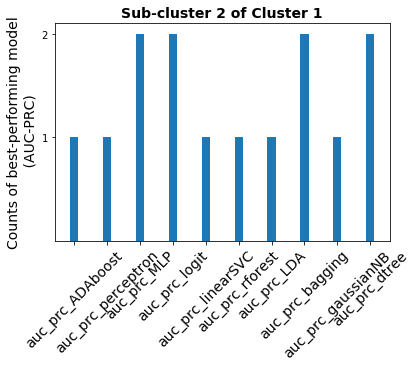 Sub-cluster 2 of Cluster 1
Counts of best-performing model
(AUC-PRC)
2
1
auc_prc_ADAboost
auc_prc_perceptron
auc_prc_MLP
auc_prc_logit
auc_prc_linearSVC
auc_prc_rforest
auc_prc_LDA
auc_prc_bagging
auc_prc_gaussianNB
auc_prc_dtree